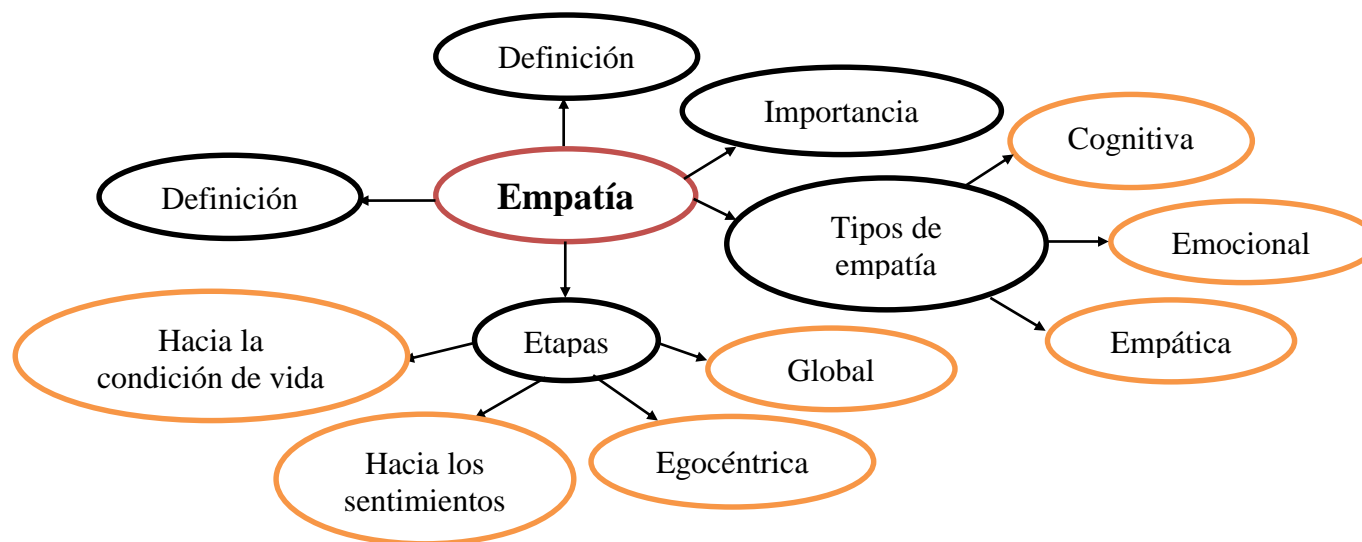 Definición
Importancia
Cognitiva
Definición
Empatía
Tipos de
empatía
Emocional
Hacia la
condición de vida
Etapas
Global
Empática
Hacia los
sentimientos
Egocéntrica